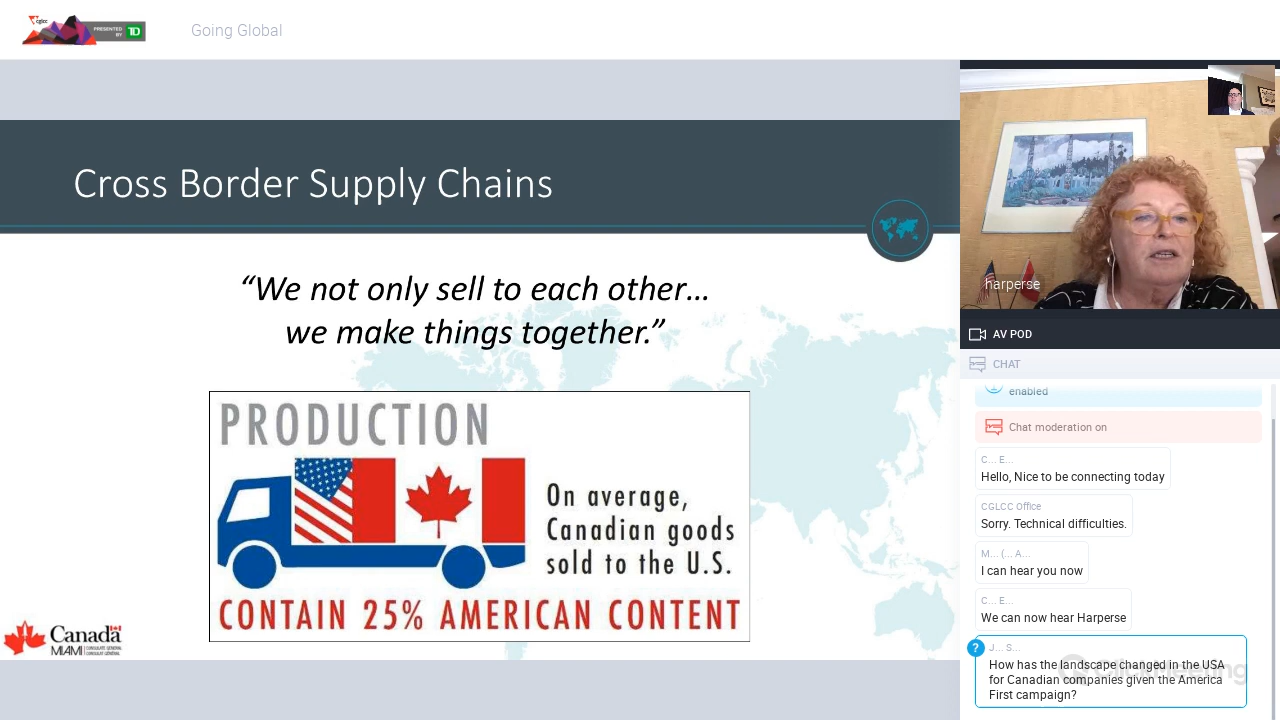 cglcc
PRESENTED
BY
TD
Going Global
Cross Border Supply Chains
“We not only sell to each other…
we make things together.”
PRODUCTION
On average,
Canadian goods
sold to the U.S.
CONTAIN 25% AMERICAN CONTENT
Canada
MIAMI
harperse
AV POD
CHAT
enabled
Chat moderation on
C... E...
Hello, Nice to be connecting today
CGLCC Office
Sorry. Technical difficulties.
M... (... A...
I can hear you now
C... E...
We can now hear Harperse
?
J... S...
How has the landscape changed in the USA
for Canadian companies given the America
First campaign?
ClickMeeting